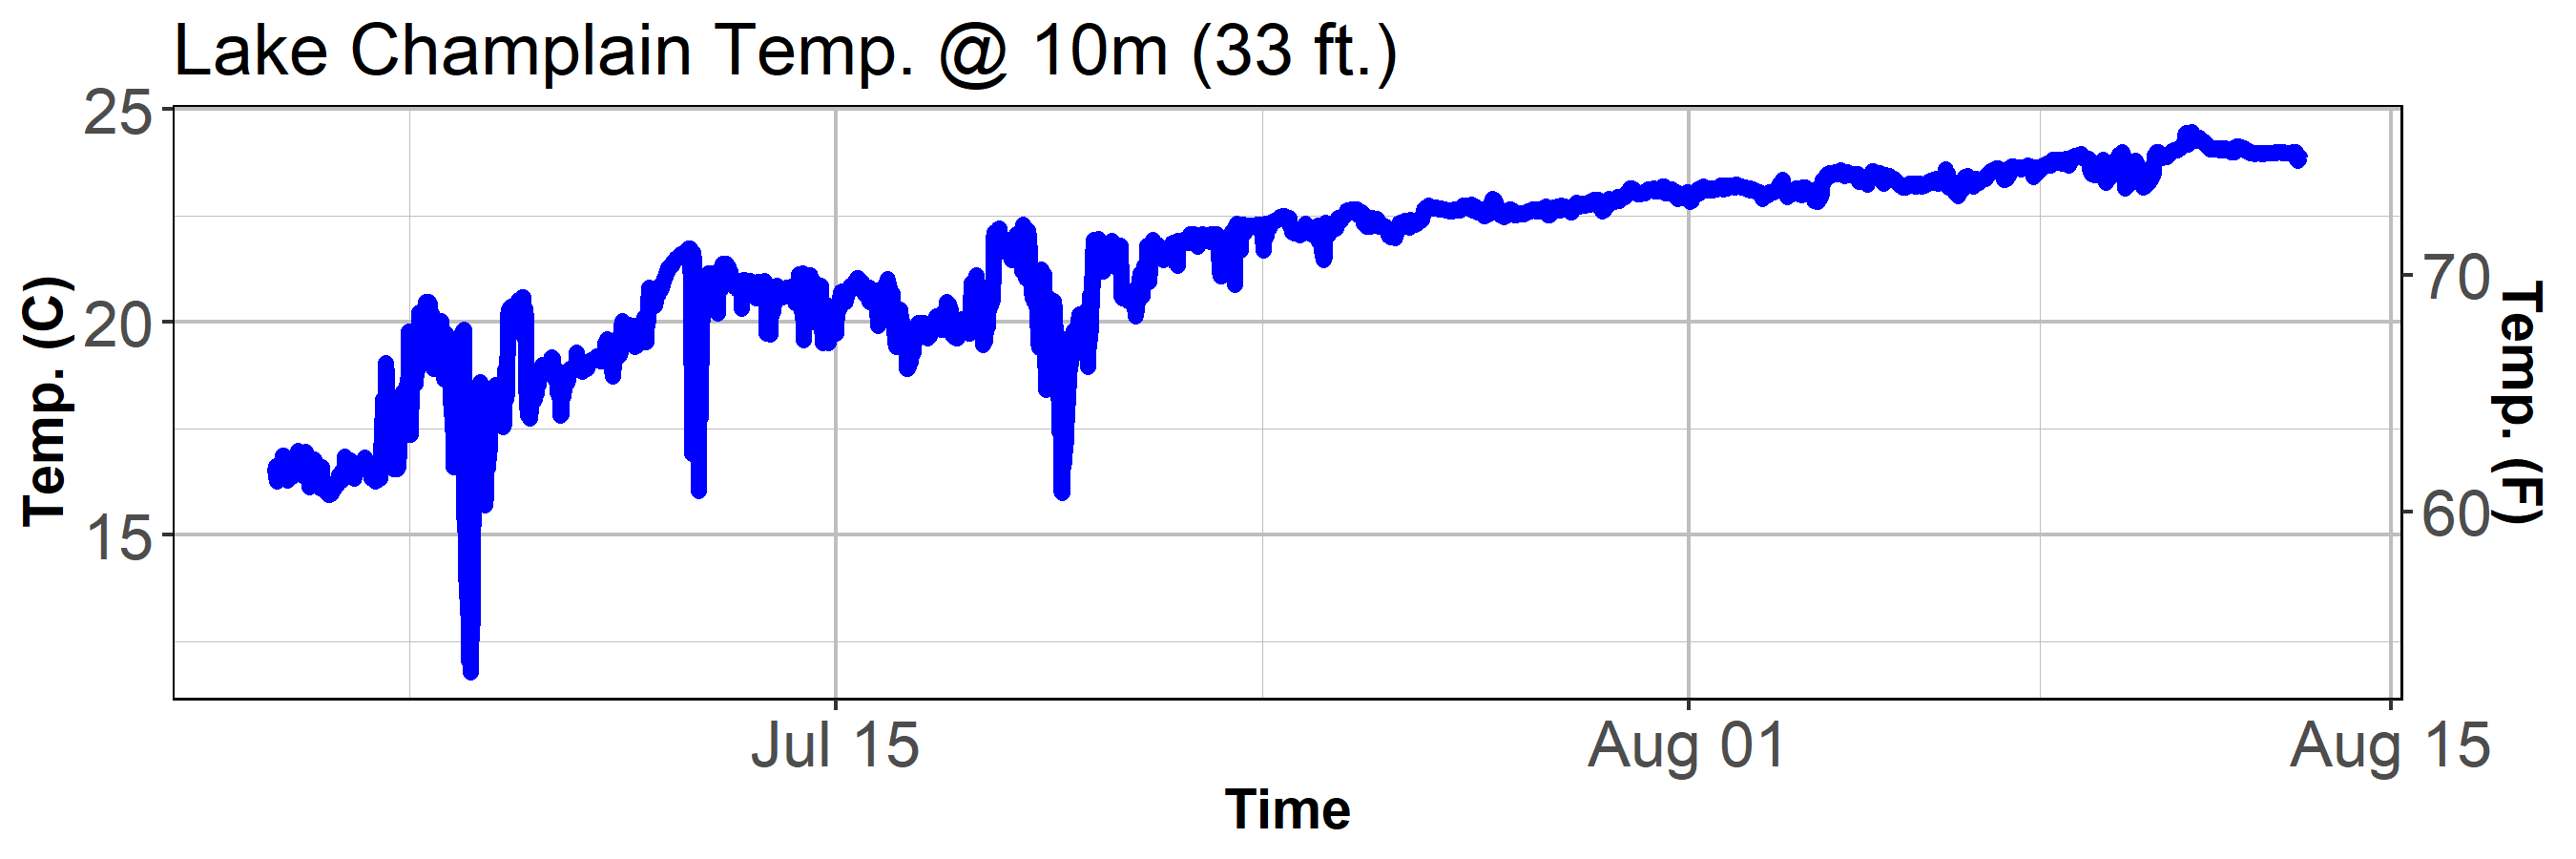 Lake Champlain Temp. @ 10m (33 ft.)
25
20
15
Temp. (C)
70
60
Temp. (F)
Jul 15
Aug 01
Aug 15
Time